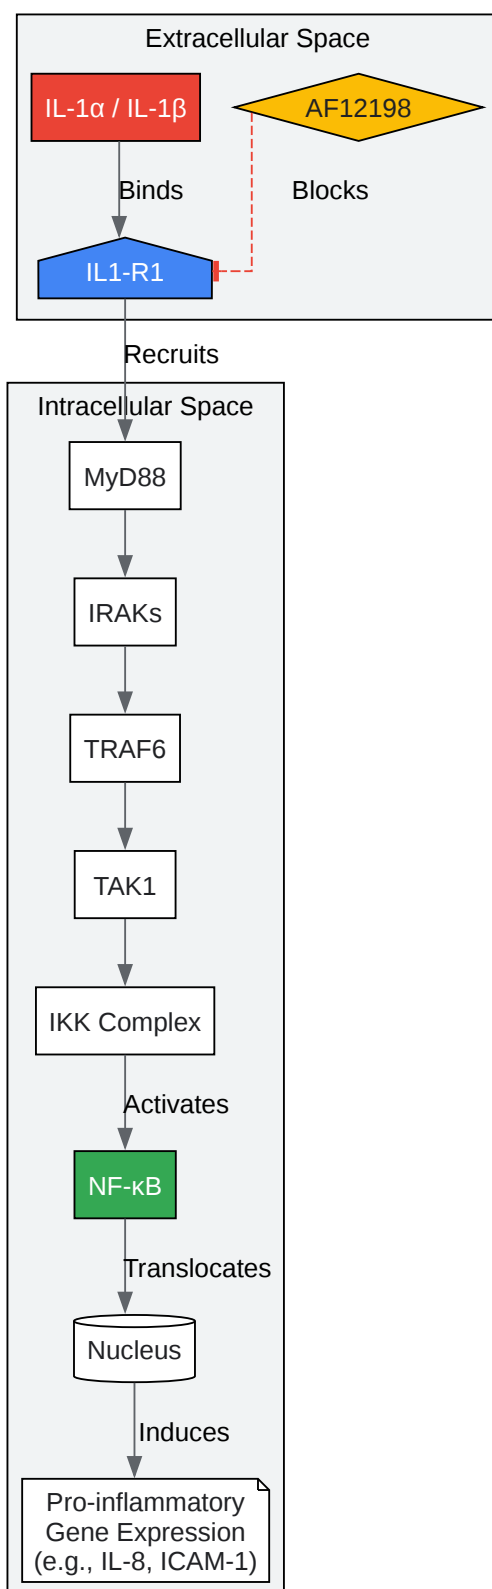 Extracellular Space
IL-1α / IL-1β
AF12198
Binds
Blocks
IL1-R1
Recruits
Intracellular Space
MyD88
IRAKs
TRAF6
TAK1
IKK Complex
Activates
NF-κB
Translocates
Nucleus
Induces
Pro-inflammatory
Gene Expression
(e.g., IL-8, ICAM-1)